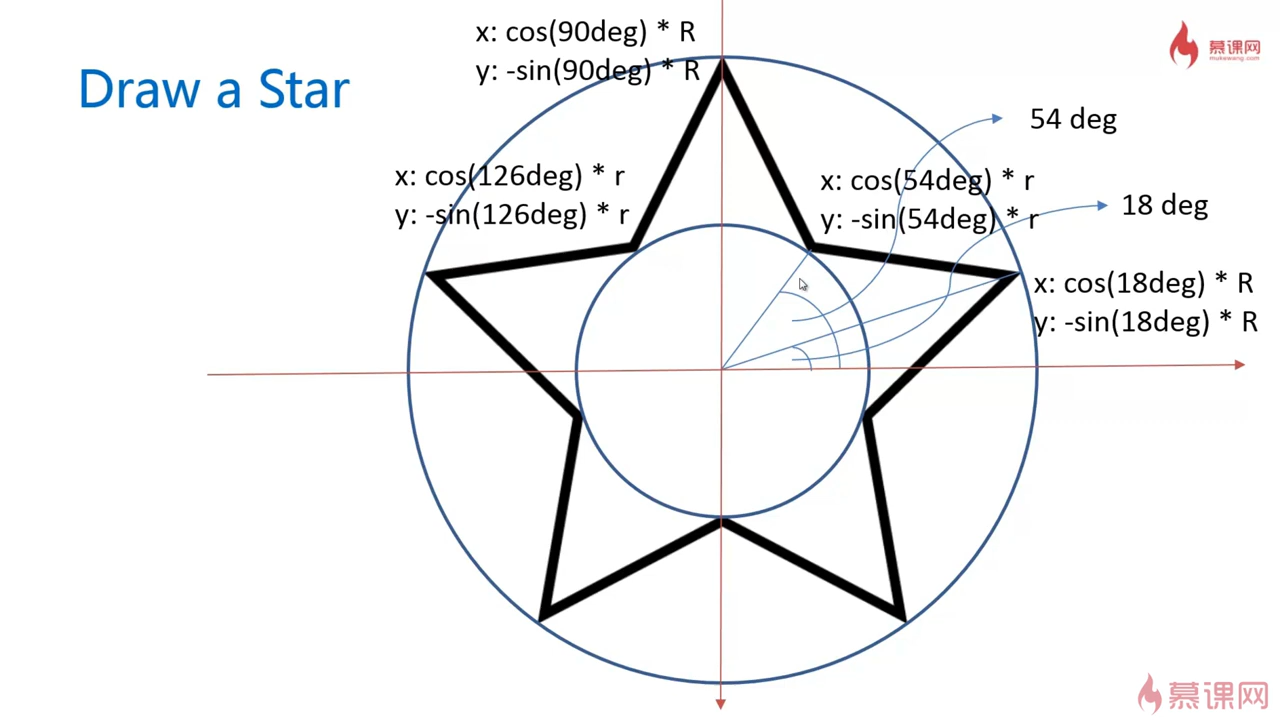 x: cos(90deg) * R
y: -sin(90deg) * R
慕课网
mukewang.com
Draw a Star
54 deg
x: cos(126deg) * r
y: -sin(126deg) * r
x: cos(54deg) * r
y: -sin(54deg) * r
18 deg
x: cos(18deg) * R
y: -sin(18deg) * R
慕课网